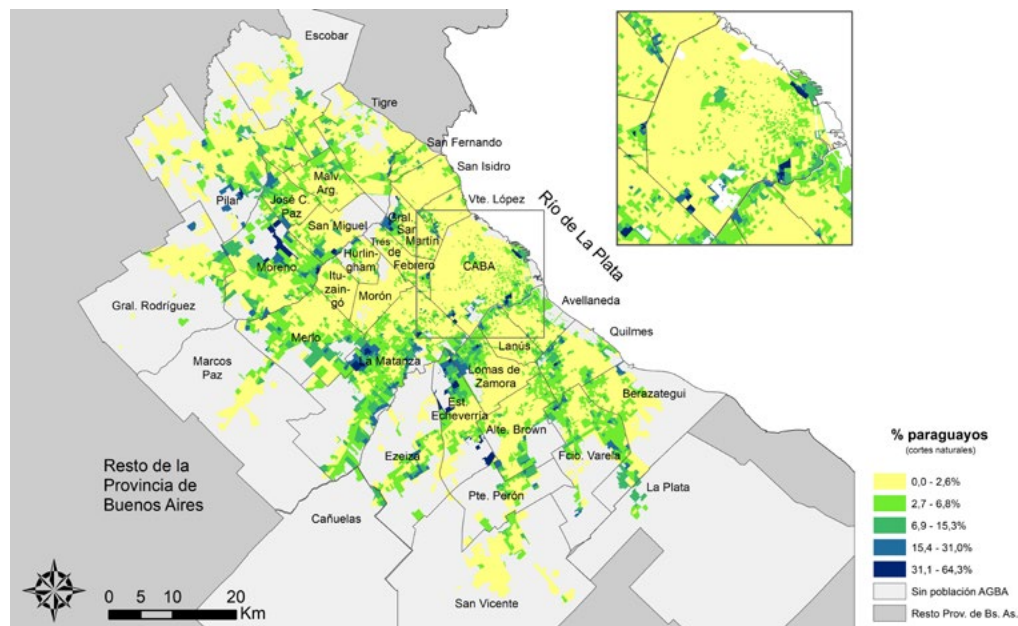 Escobar
Tigre
San Fernando
San Isidro
Malv.
Arg.
Vte. López
Pilar
José C.
Paz
Gral.
San
Martín
San Miguel
Tres
de
Febrero
Hurlin-
gham
Río de La Plata
CABA
Moreno
Itu-
zain-
gó
Morón
Avellaneda
Gral. Rodríguez
Quilmes
Merlo
Lanús
Marcos
Paz
La Matanza
Lomas de
Zamora
Berazategui
Est.
Echeverría
Alte. Brown
% paraguayos
(cortes naturales)
Ezeiza
Fcio. Varela
Resto de la
Provincia de
Buenos Aires
0,0 - 2,6%
La Plata
Pte. Perón
2,7 - 6,8%
Cañuelas
6,9 - 15,3%
15,4 - 31,0%
31,1 - 64,3%
Sin población AGBA
San Vicente
Resto Prov. de Bs. As.
0 5 10 20
Km